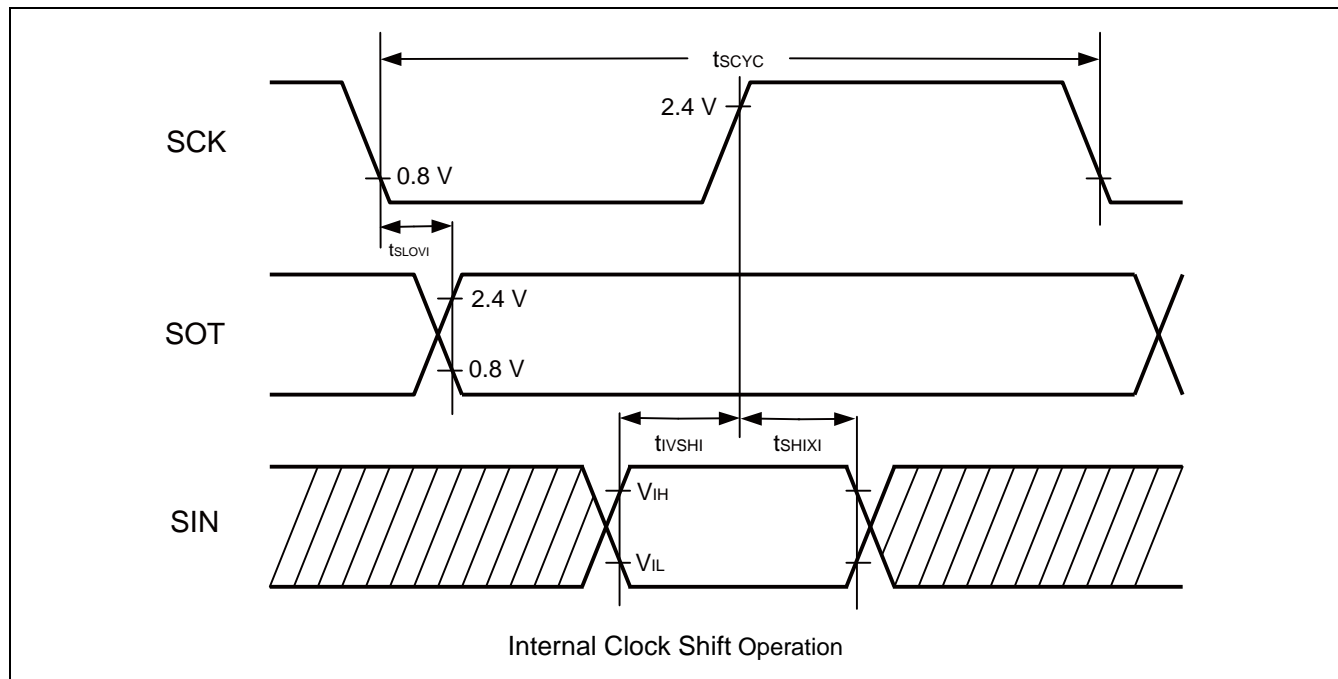 tSCYC
2.4 V
SCK
0.8 V
tSLOVI
2.4 V
SOT
0.8 V
tIVSHI
tSHIXI
VIH
SIN
VIL
Internal Clock Shift Operation